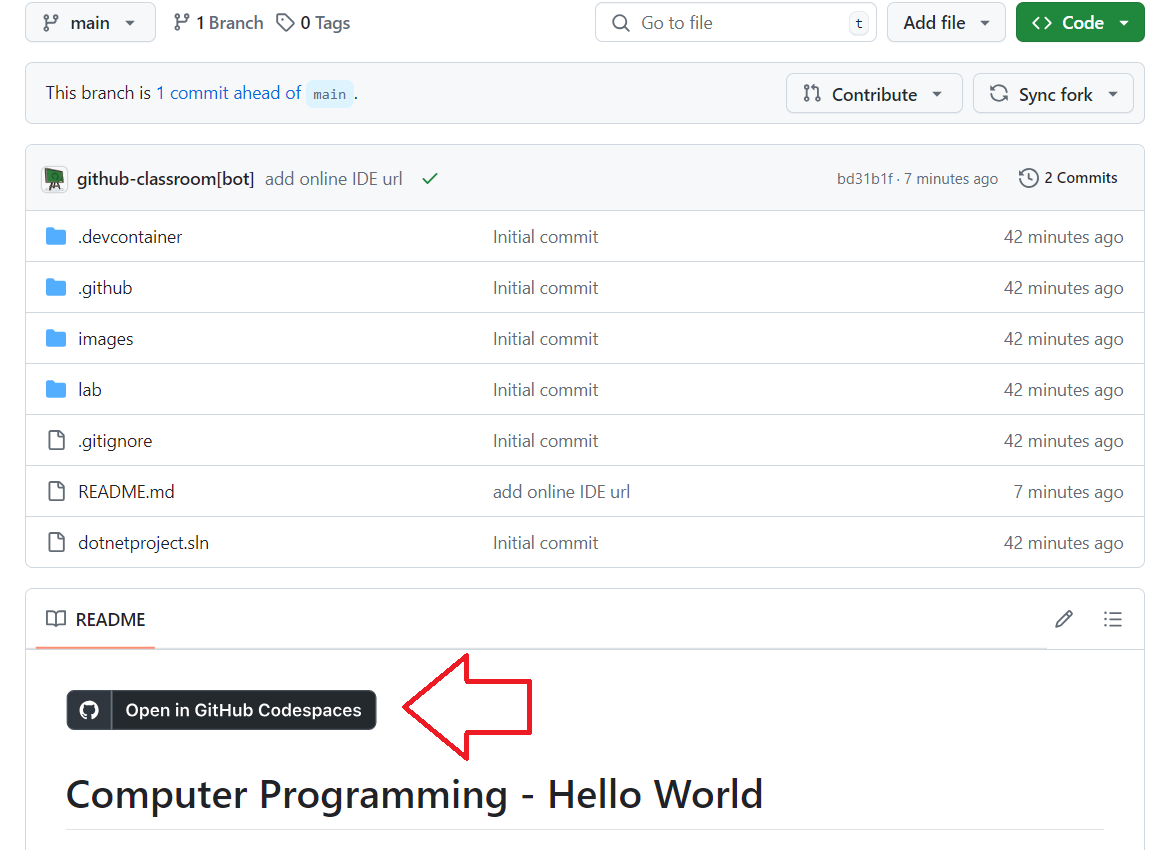 main 1 Branch 0 Tags Go to file t Add file Code
This branch is 1 commit ahead of main .
Contribute Sync fork
github-classroom[bot] add online IDE url bd31b1f · 7 minutes ago 2 Commits
.devcontainer Initial commit 42 minutes ago
.github Initial commit 42 minutes ago
images Initial commit 42 minutes ago
lab Initial commit 42 minutes ago
.gitignore Initial commit 42 minutes ago
README.md add online IDE url 7 minutes ago
dotnetproject.sln Initial commit 42 minutes ago
README
Open in GitHub Codespaces
Computer Programming - Hello World